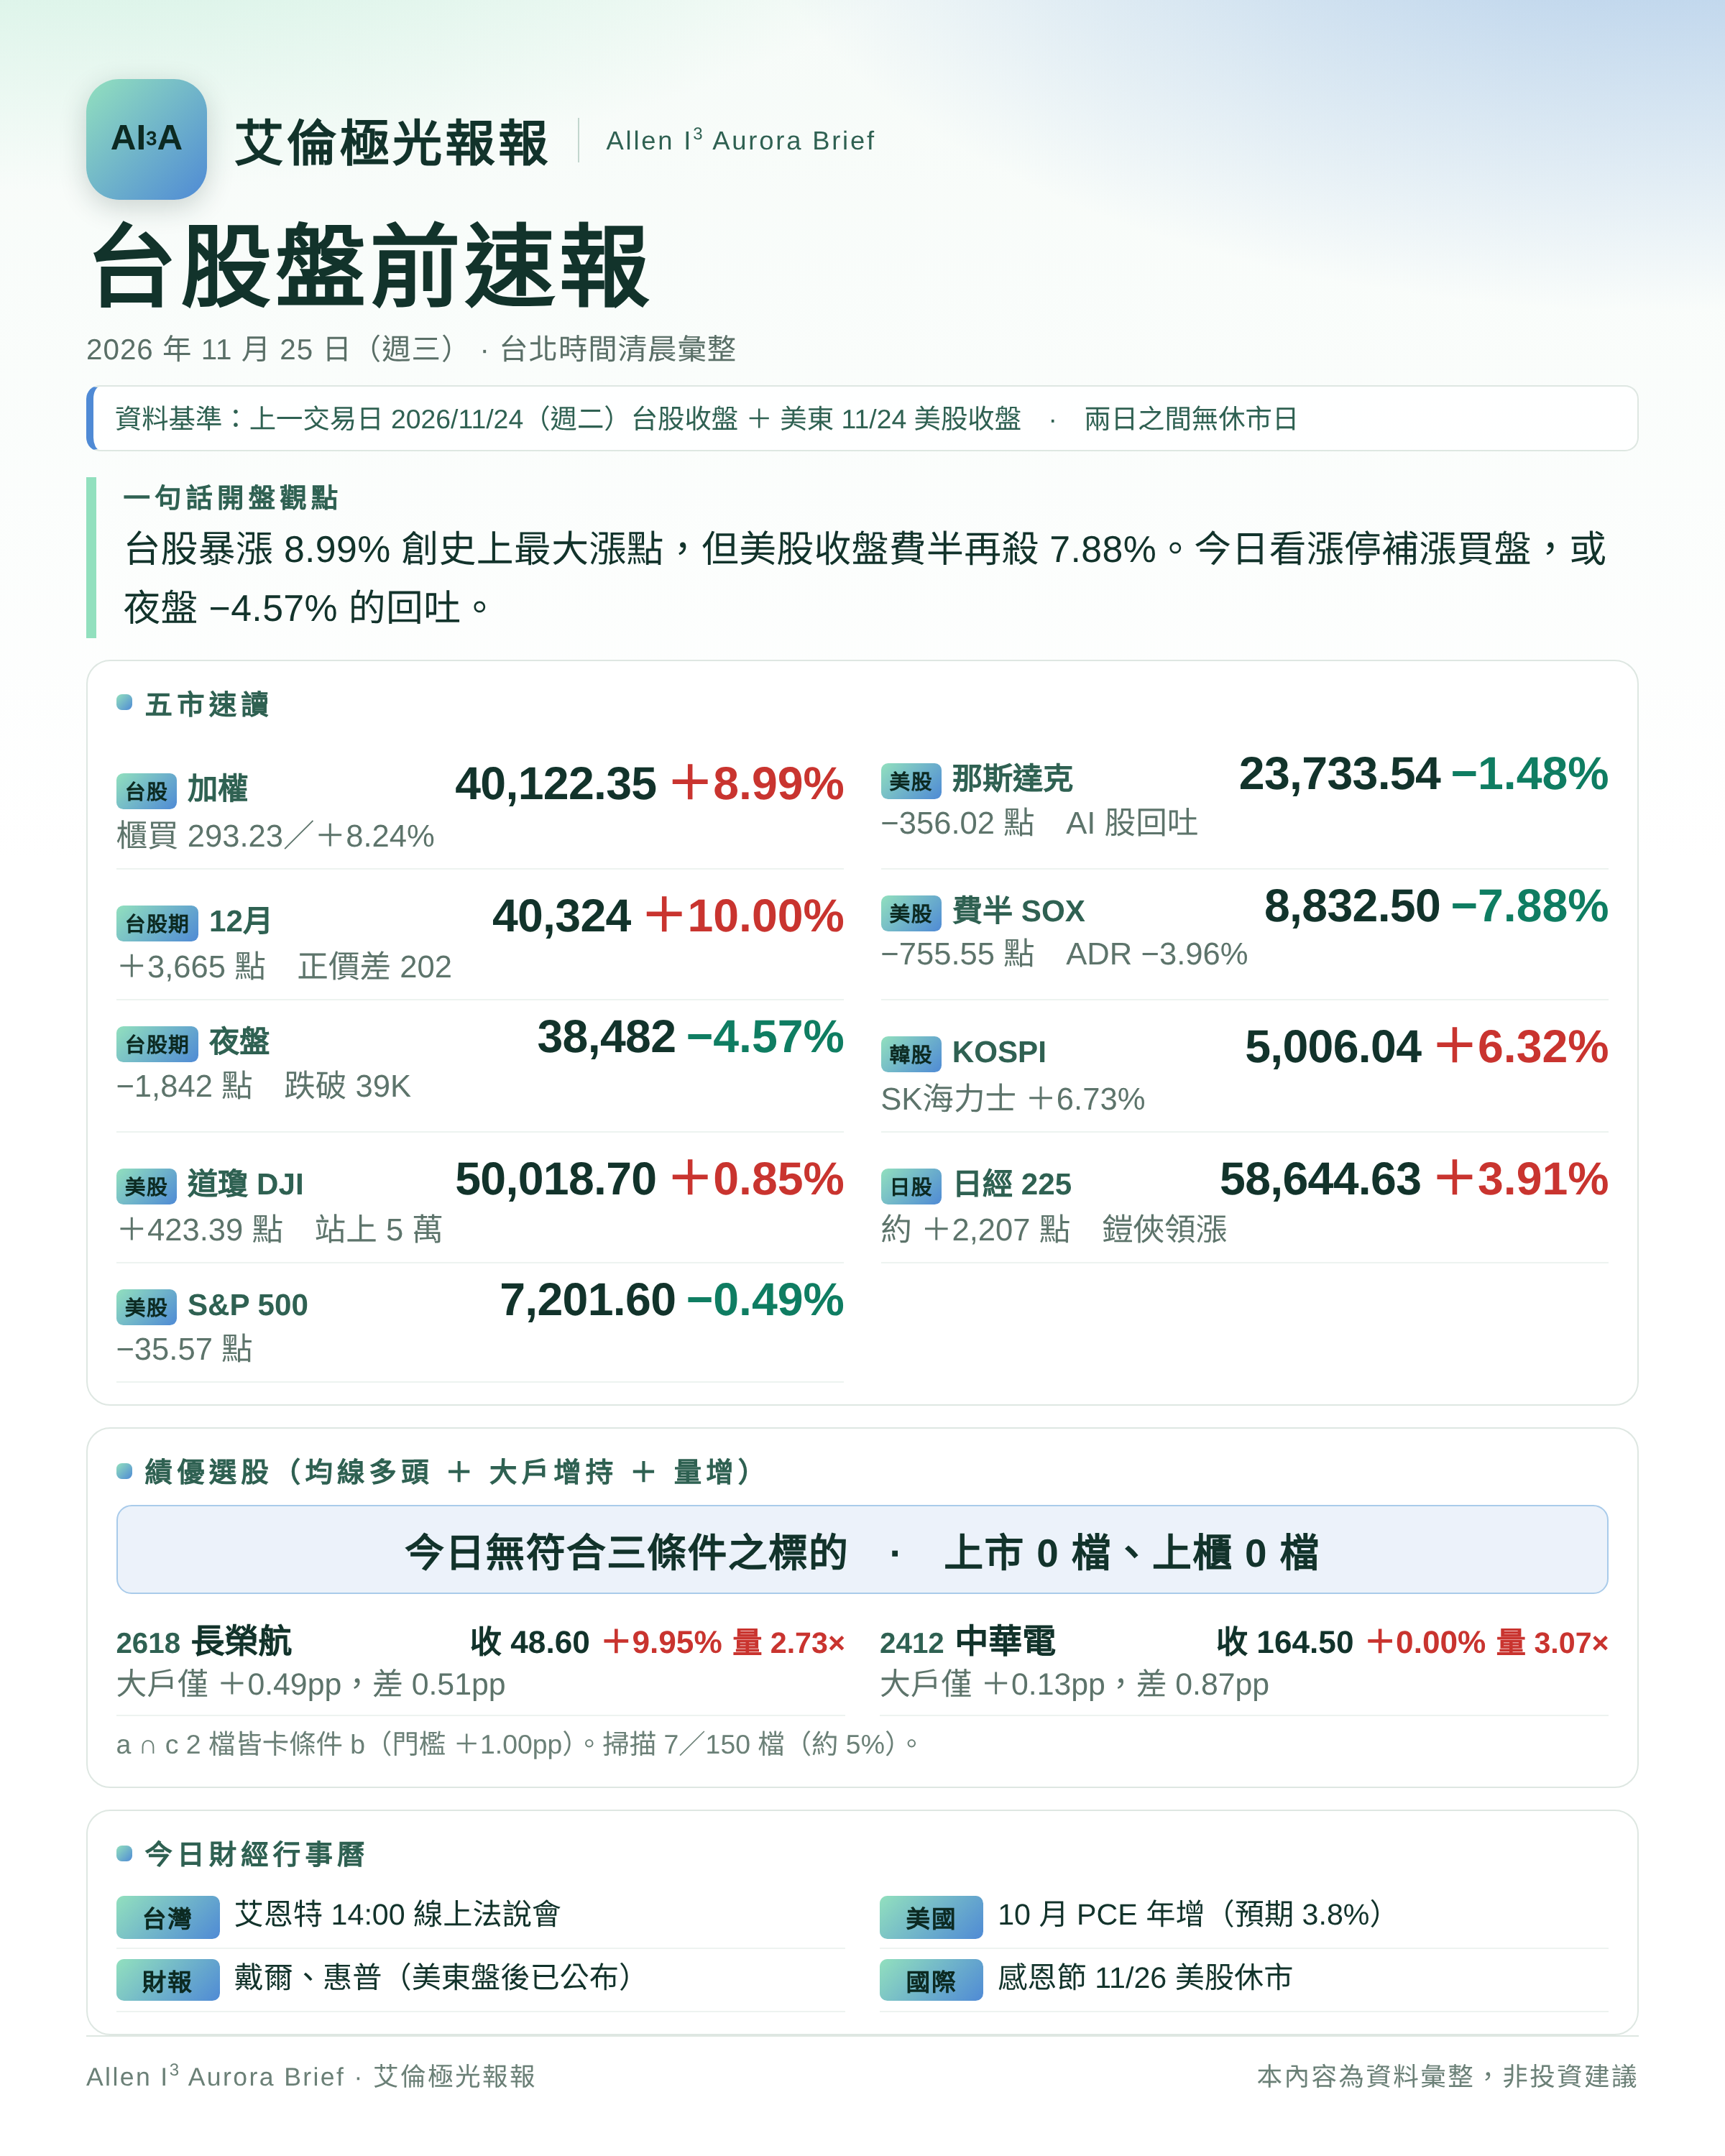 AI3A
艾倫極光報報
Allen I³ Aurora Brief
台股盤前速報
2026 年 11 月 25 日（週三） · 台北時間清晨彙整
資料基準：上一交易日 2026/11/24（週二）台股收盤 ＋ 美東 11/24 美股收盤　·　兩日之間無休市日
一句話開盤觀點
台股暴漲 8.99% 創史上最大漲點，但美股收盤費半再殺 7.88%。今日看漲停補漲買盤，或
夜盤 −4.57% 的回吐。
五市速讀
台股 加權 40,122.35 ＋8.99%
櫃買 293.23／＋8.24%
台股期 12月 40,324 ＋10.00%
＋3,665 點　正價差 202
台股期 夜盤 38,482 −4.57%
−1,842 點　跌破 39K
美股 道瓊 DJI 50,018.70 ＋0.85%
＋423.39 點　站上 5 萬
美股 S&P 500 7,201.60 −0.49%
−35.57 點
美股 那斯達克 23,733.54 −1.48%
−356.02 點　AI 股回吐
美股 費半 SOX 8,832.50 −7.88%
−755.55 點　ADR −3.96%
韓股 KOSPI 5,006.04 ＋6.32%
SK海力士 ＋6.73%
日股 日經 225 58,644.63 ＋3.91%
約 ＋2,207 點　鎧俠領漲
績優選股（均線多頭 ＋ 大戶增持 ＋ 量增）
今日無符合三條件之標的　·　上市 0 檔、上櫃 0 檔
2618 長榮航 收 48.60 ＋9.95% 量 2.73×
大戶僅 ＋0.49pp，差 0.51pp
2412 中華電 收 164.50 ＋0.00% 量 3.07×
大戶僅 ＋0.13pp，差 0.87pp
a ∩ c 2 檔皆卡條件 b（門檻 ＋1.00pp）。掃描 7／150 檔（約 5%）。
今日財經行事曆
台灣 艾恩特 14:00 線上法說會
美國 10 月 PCE 年增（預期 3.8%）
財報 戴爾、惠普（美東盤後已公布）
國際 感恩節 11/26 美股休市
Allen I³ Aurora Brief · 艾倫極光報報
本內容為資料彙整，非投資建議